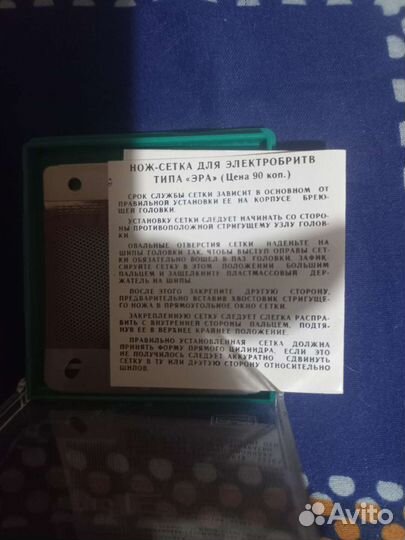 НОЖ-СЕТКА ДЛЯ ЭЛЕКТРОБРИТВ
ТИПА «ЭРА» (Цена 90 коп.)
СРОК СЛУЖБЫ СЕТКИ ЗАВИСИТ В ОСНОВНОМ ОТ
ПРАВИЛЬНОЙ УСТАНОВКИ ЕЕ НА КОРПУСЕ БРЕЮ-
ЩЕЙ ГОЛОВКИ.
УСТАНОВКУ СЕТКИ СЛЕДУЕТ НАЧИНАТЬ СО СТОРО-
НЫ ПРОТИВОПОЛОЖНОЙ СТРИГУЩЕМУ УЗЛУ ГОЛОВ-
КИ.
ОВАЛЬНЫЕ ОТВЕРСТИЯ СЕТКИ НАДЕНЬТЕ НА
ШИПЫ ГОЛОВКИ ТАК, ЧТОБЫ ВЫСТУП ОПРАВЫ СЕТ-
КИ ОБЯЗАТЕЛЬНО ВОШЕЛ В ПАЗ ГОЛОВКИ. ЗАФИК-
СИРУЙТЕ СЕТКУ В ЭТОМ ПОЛОЖЕНИИ БОЛЬШИМ
ПАЛЬЦЕМ И ЗАЩЕЛКНИТЕ ПЛАСТМАССОВЫЙ ДЕР-
ЖАТЕЛЬ НА ШИПЫ.
ПОСЛЕ ЭТОГО ЗАКРЕПИТЕ ДРУГУЮ СТОРОНУ,
ПРЕДВАРИТЕЛЬНО ВСТАВИВ ХВОСТОВИК СТРИГУЩЕ-
ГО НОЖА В ПРЯМОУГОЛЬНОЕ ОКНО СЕТКИ.
ЗАКРЕПЛЕННУЮ СЕТКУ СЛЕДУЕТ СЛЕГКА РАСПРА-
ВИТЬ С ВНУТРЕННЕЙ СТОРОНЫ ПАЛЬЦЕМ, ПОДТЯ-
НУВ ЕЕ В ВЕРХНЕЕ КРАЙНЕЕ ПОЛОЖЕНИЕ.
ПРАВИЛЬНО УСТАНОВЛЕННАЯ СЕТКА ДОЛЖНА
ПРИНЯТЬ ФОРМУ ПРЯМОГО ЦИЛИНДРА, ЕСЛИ ЭТО
НЕ ПОЛУЧИЛОСЬ СЛЕДУЕТ АККУРАТНО СДВИНУТЬ
СЕТКУ В ТУ ИЛИ ДРУГУЮ СТОРОНУ ОТНОСИТЕЛЬНО
ШИПОВ.
Avito